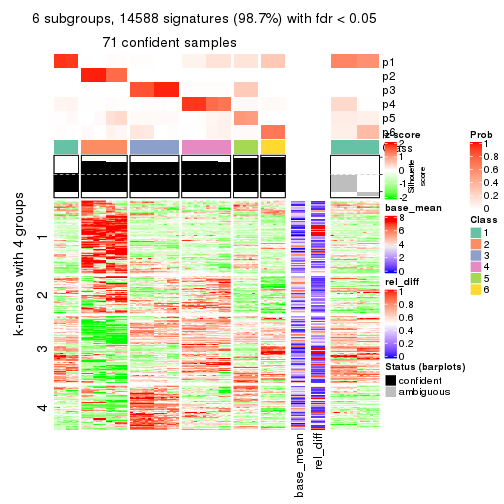 6 subgroups, 14588 signatures (98.7%) with fdr < 0.05
71 confident samples
p1
p2
p3
p4
p5
p6
Class
Silhouette
score
k-means with 4 groups
1
2
3
4
base_mean
rel_diff
z-score
2
1
0
-1
-2
base_mean
8
6
4
2
0
rel_diff
1
0.8
0.6
0.4
0.2
0
Status (barplots)
confident
ambiguous
Prob
1
0.8
0.6
0.4
0.2
0
Class
1
2
3
4
5
6